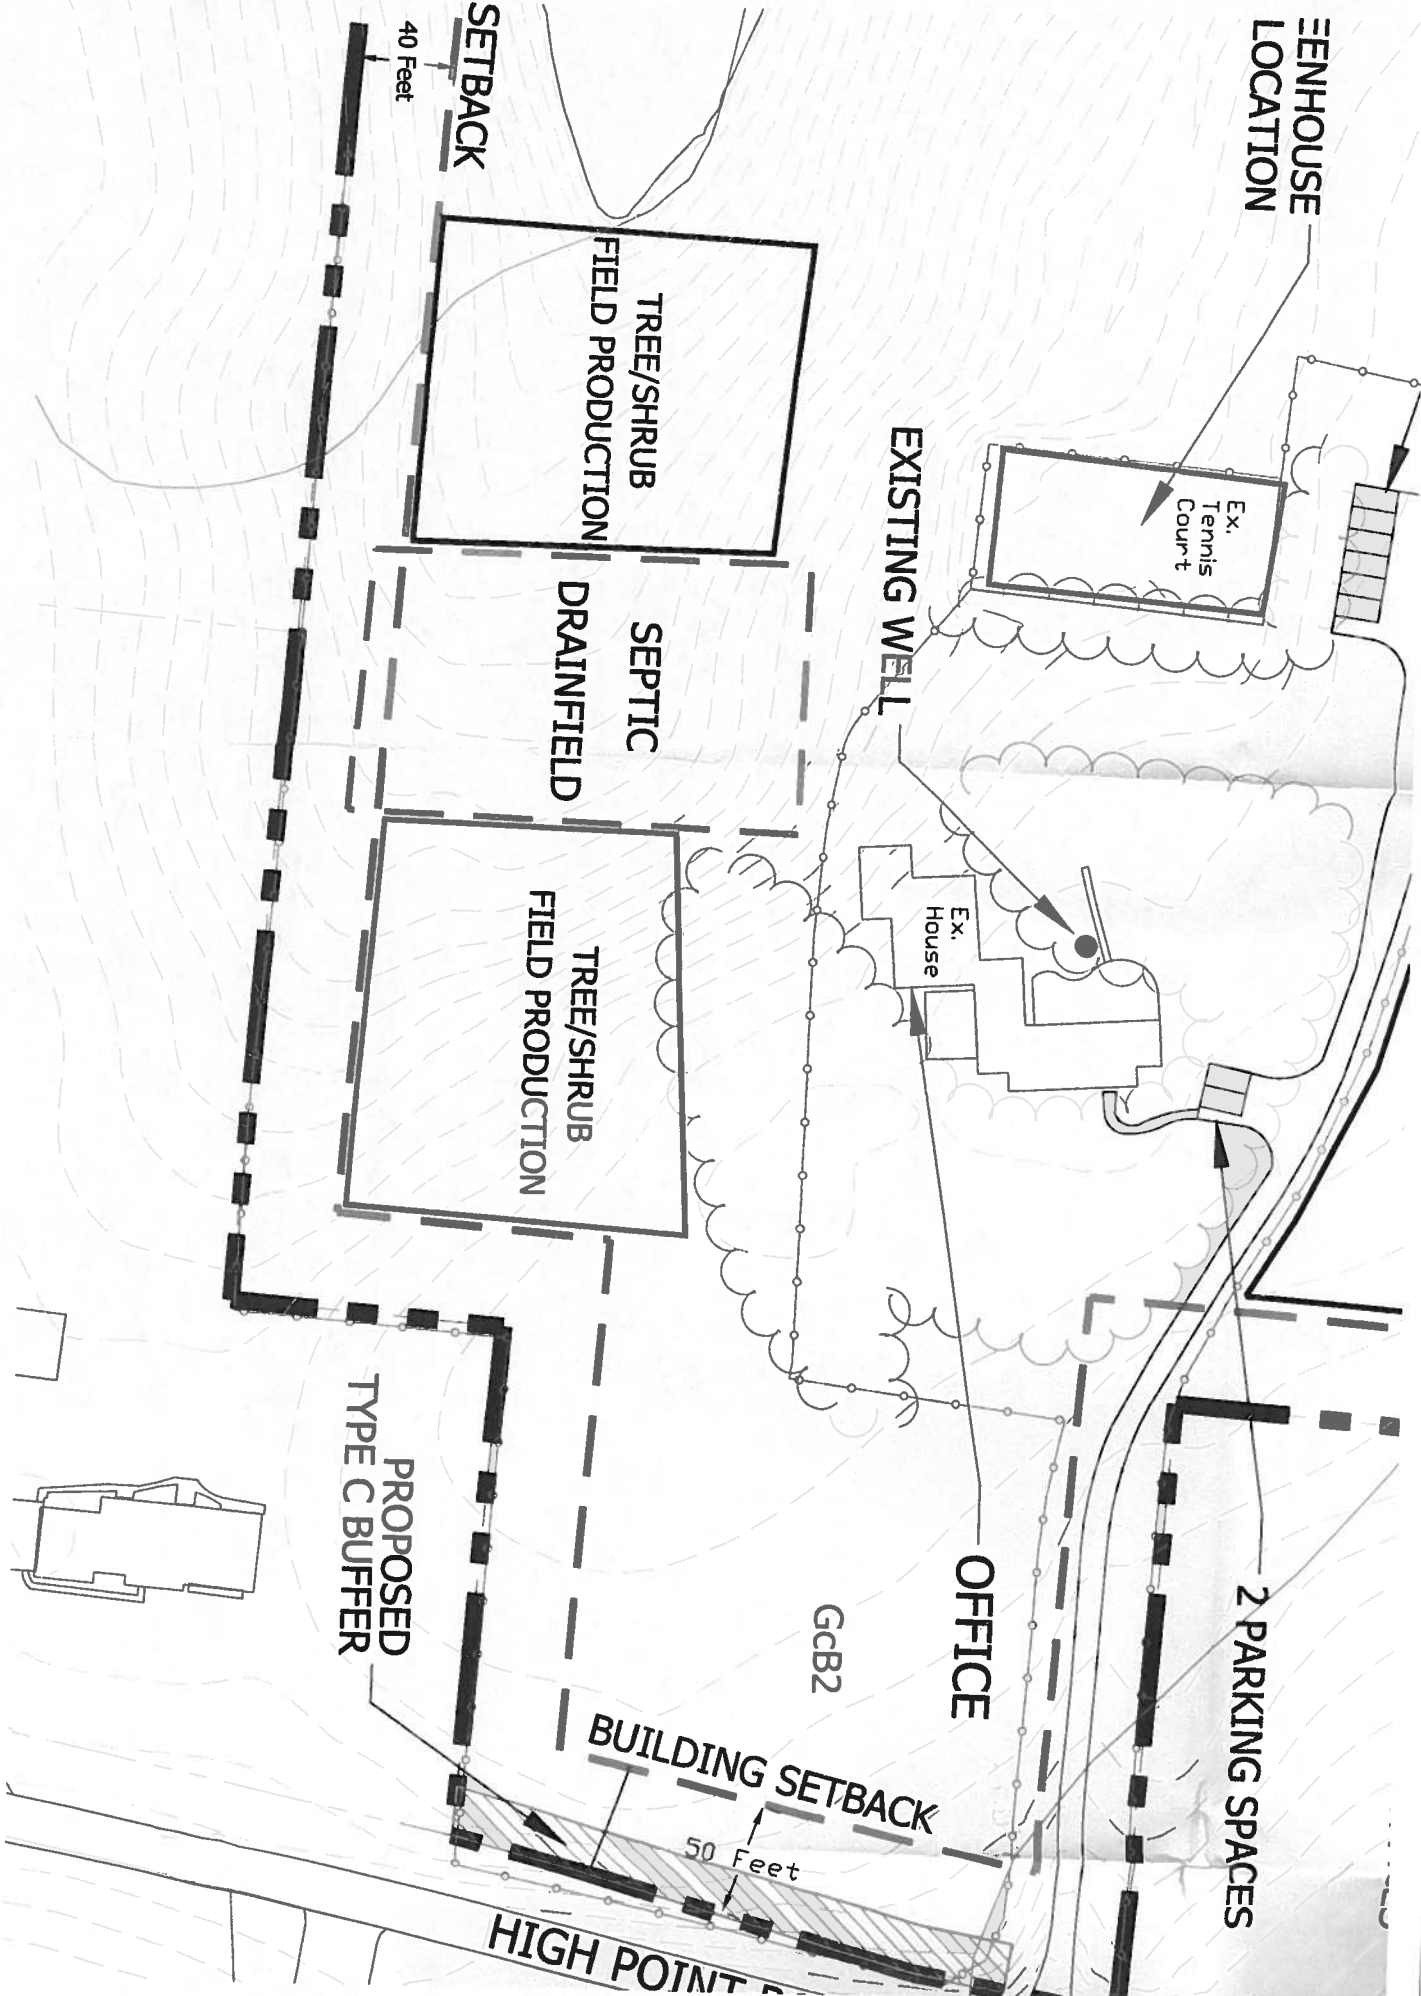 SETBACK
40 Feet
EENHOUSE
LOCATION
TREE/SHRUB
FIELD PRODUCTION
EXISTING WELL
Ex.
Tennis
Court
SEPTIC
DRAINFIELD
TREE/SHRUB
FIELD PRODUCTION
Ex.
House
PROPOSED
TYPE C BUFFER
GcB2
OFFICE
2 PARKING SPACES
BUILDING SETBACK
50 Feet
HIGH POINT